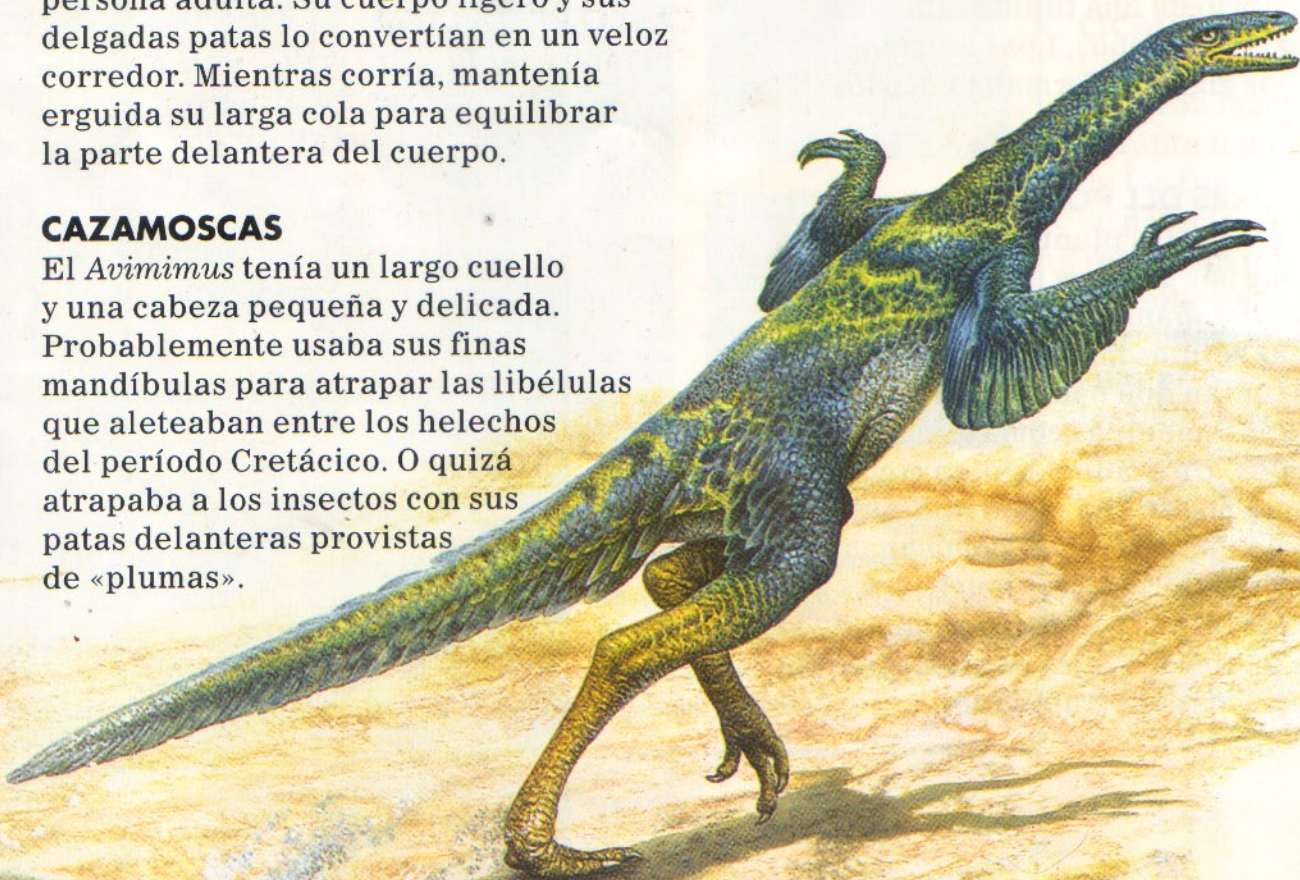 persona adulta. Su cuerpo ligero y sus
delgadas patas lo convertían en un veloz
corredor. Mientras corría, mantenía
erguida su larga cola para equilibrar
la parte delantera del cuerpo.
CAZAMOSCAS
El Avimimus tenía un largo cuello
y una cabeza pequeña y delicada.
Probablemente usaba sus finas
mandíbulas para atrapar las libélulas
que aleteaban entre los helechos
del período Cretácico. O quizá
atrapaba a los insectos con sus
patas delanteras provistas
de «plumas».